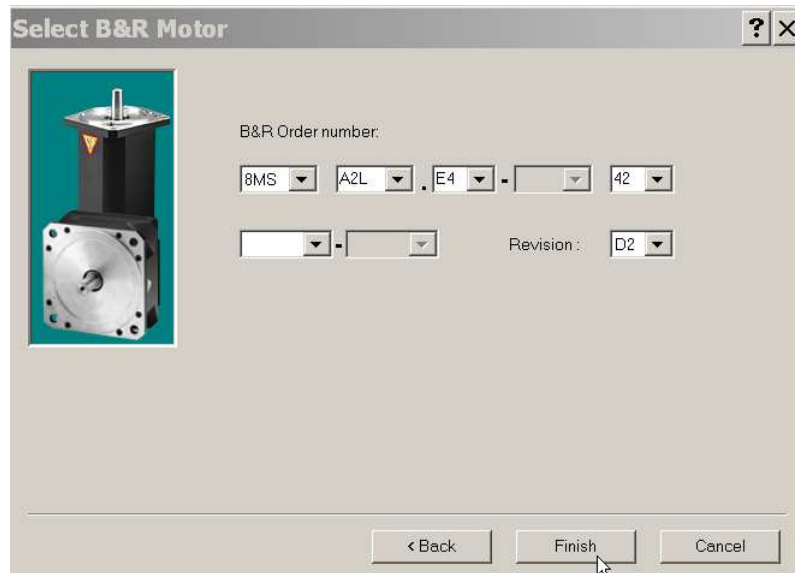 Select B&R Motor ? ×
B&R Order number:
8MS A2L . E4 - 42
- Revision : D2
< Back Finish Cancel